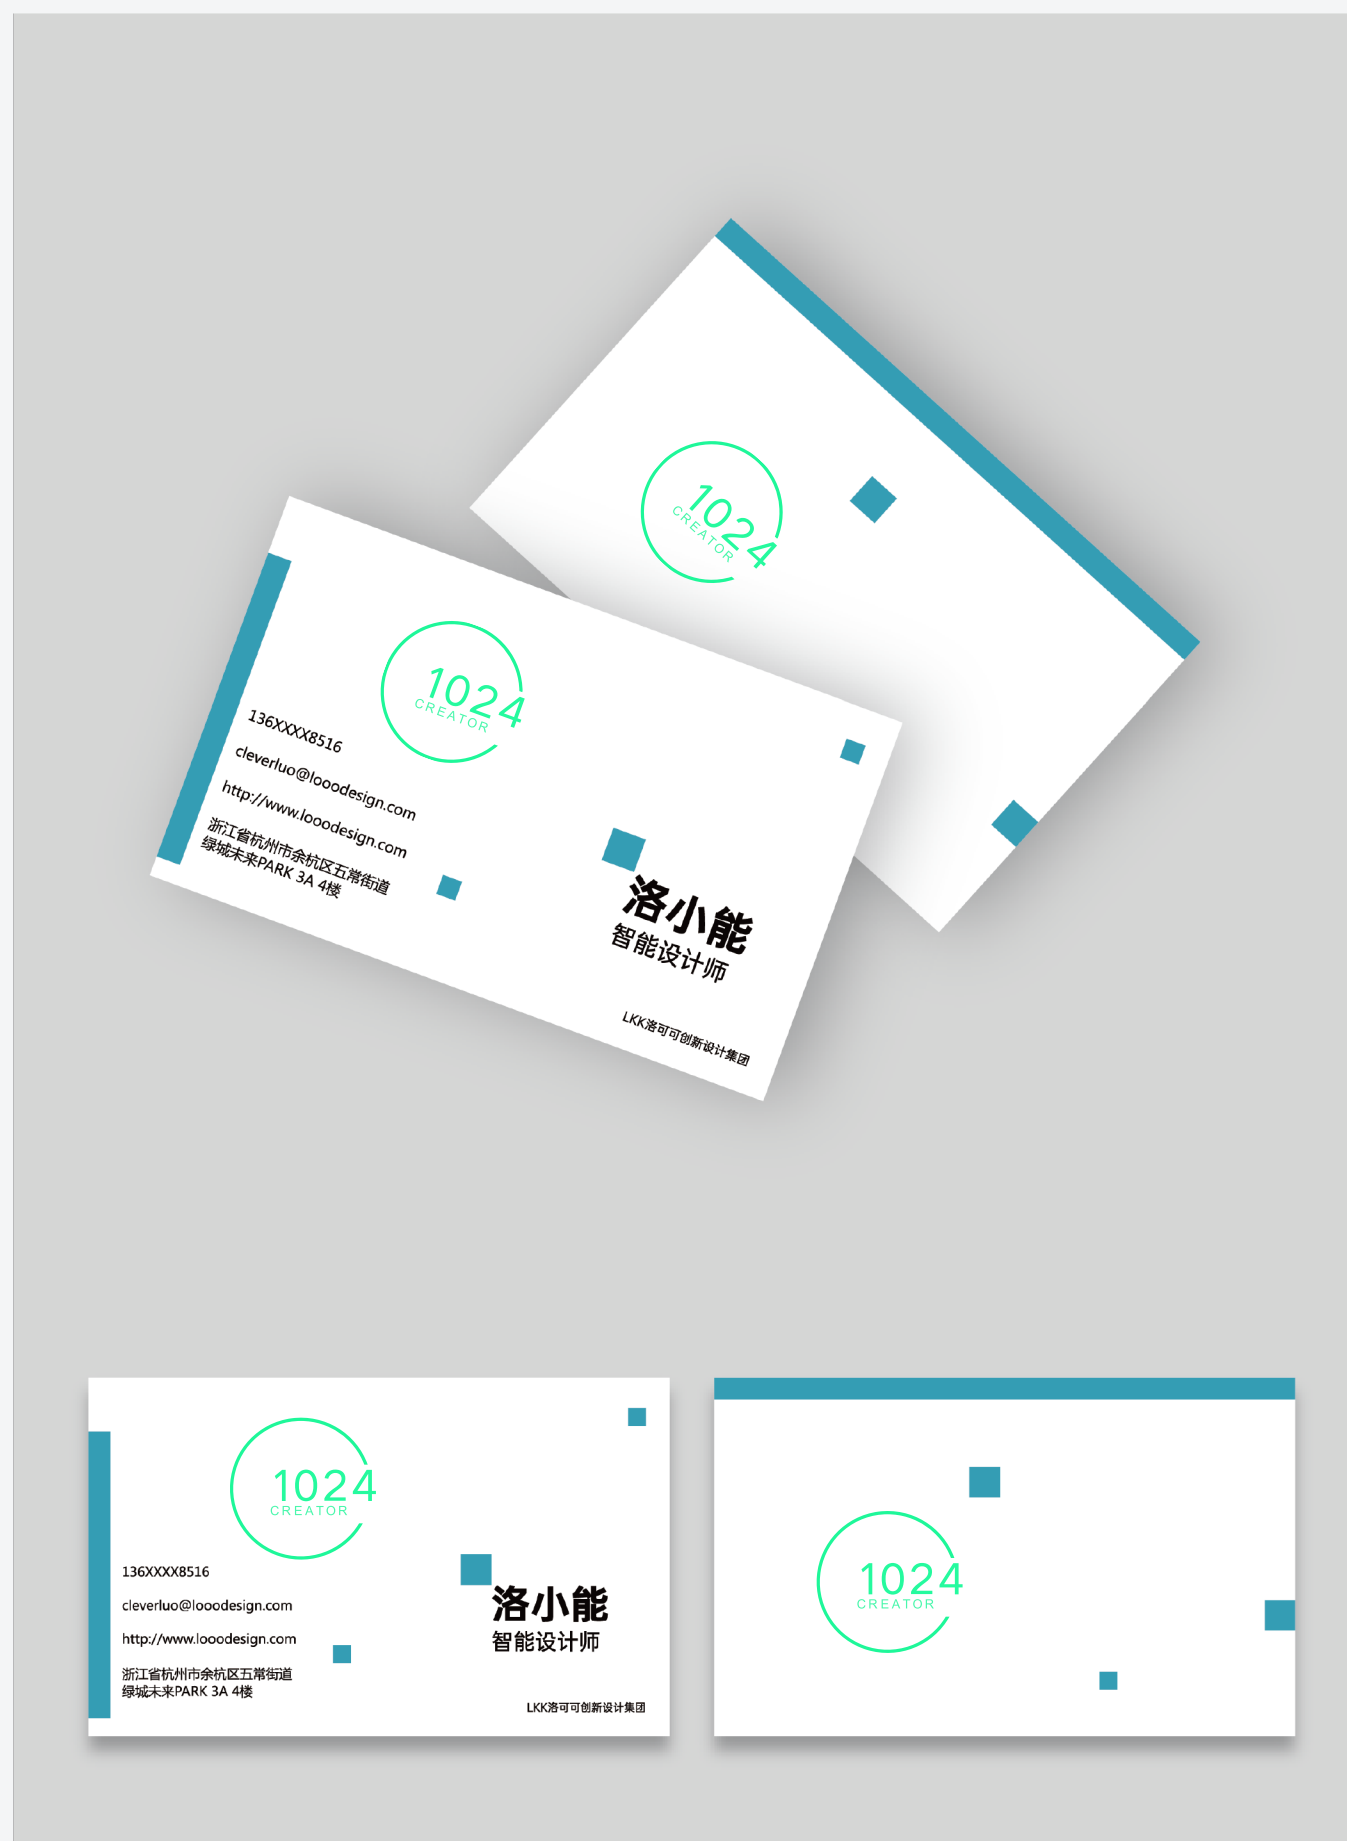 1024
CREATOR
1024
CREATOR
136XXXX8516
cleverluo@looodesign.com
http://www.looodesign.com
浙江省杭州市余杭区五常街道
绿城未来PARK 3A 4楼
洛小能
智能设计师
LKK洛可可创新设计集团
1024
CREATOR
136XXXX8516
cleverluo@looodesign.com
http://www.looodesign.com
浙江省杭州市余杭区五常街道
绿城未来PARK 3A 4楼
洛小能
智能设计师
LKK洛可可创新设计集团
1024
CREATOR